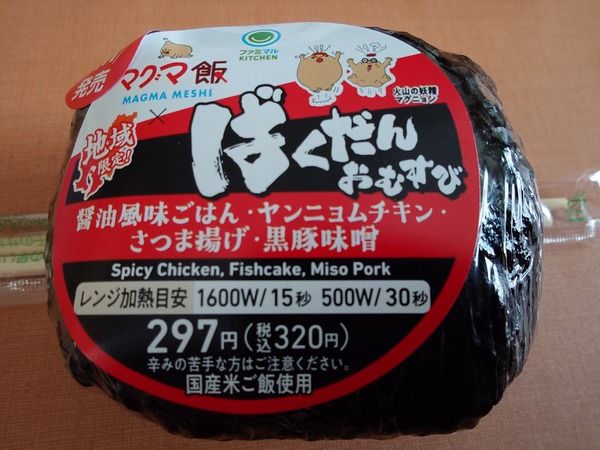 発売
マグマ飯
MAGMA MESHI
×
ファミマル
KITCHEN
火山の妖精
マグニョン
地域
限定!!
ばくだん
おむすび
醤油風味ごはん・ヤンニョムチキン・
さつま揚げ・黒豚味噌
Spicy Chicken, Fishcake, Miso Pork
レンジ加熱目安 1600W/15秒 500W/30秒
297円(税込320円)
辛みの苦手な方はご注意ください。
国産米ご飯使用